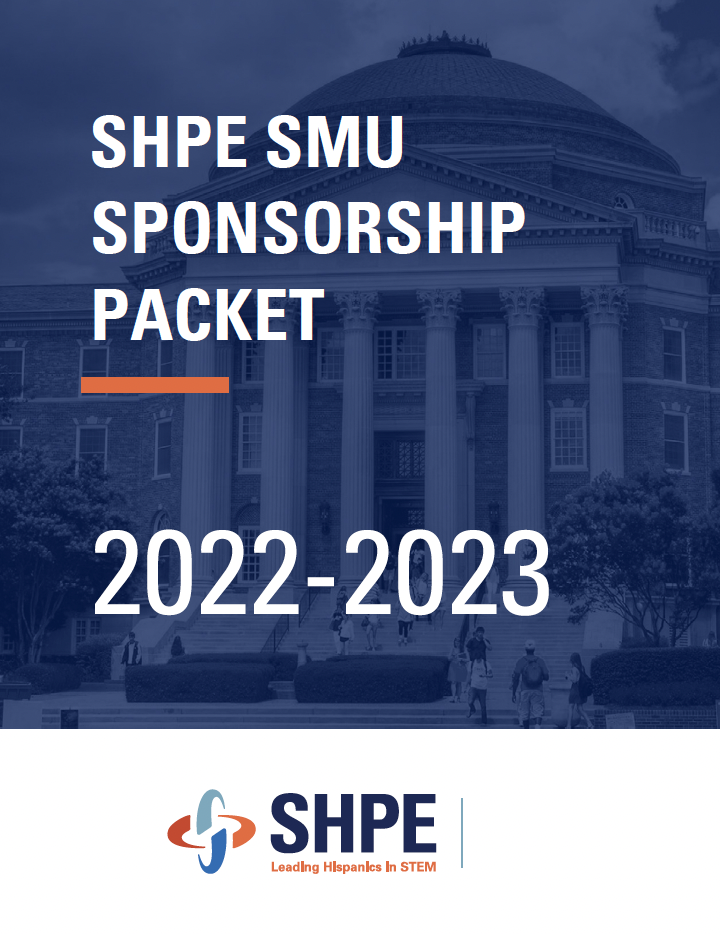 SHPE SMU
SPONSORSHIP
PACKET
2022-2023
SHPE
Leading Hispanics in STEM